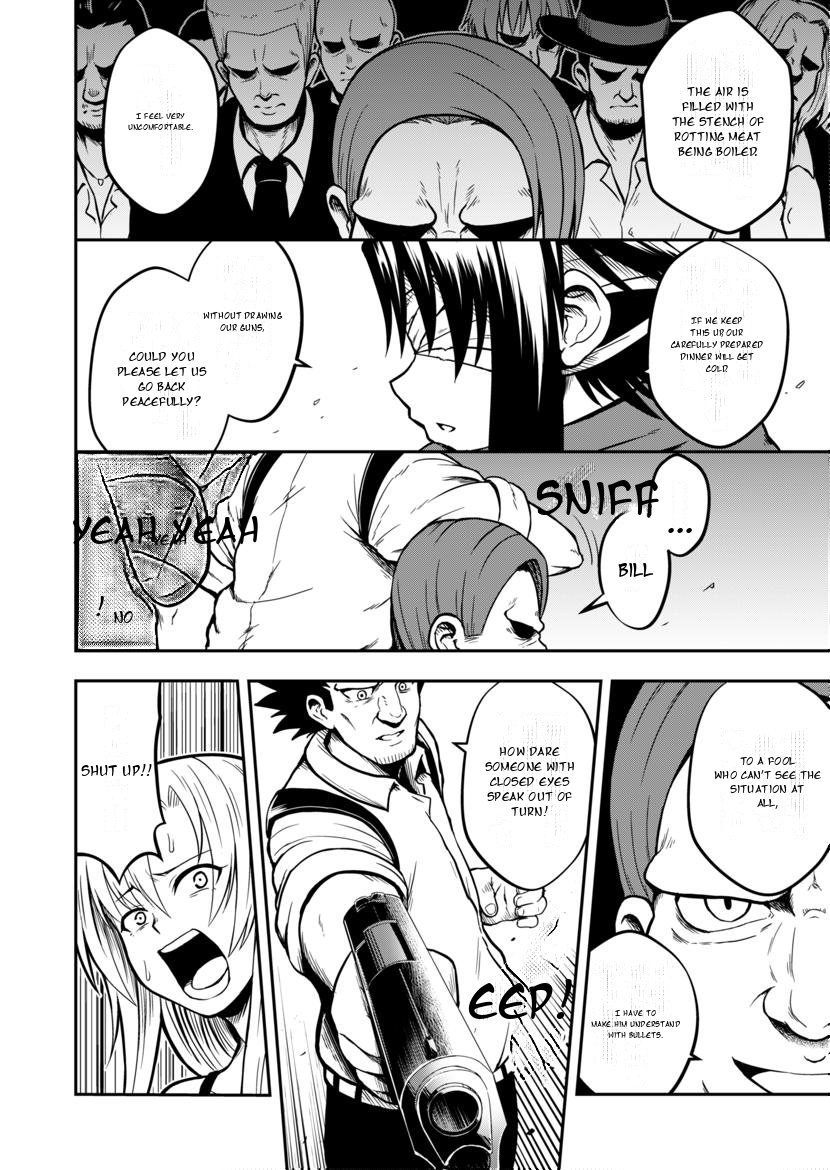 THE AIR IS
FILLED WITH
THE STENCH OF
ROTTING MEAT
BEING BOILED.
I FEEL VERY
UNCOMFORTABLE.
IF WE KEEP
THIS UP, OUR
CAREFULLY PREPARED
DINNER WILL GET
COLD.
WITHOUT DRAWING
OUR GUNS,
COULD YOU
PLEASE LET US
GO BACK
PEACEFULLY?
SNIFF
...
BILL
YEAH YEAH
YEAH
! NO
TO A FOOL
WHO CAN'T SEE THE
SITUATION AT
ALL,
I HAVE TO
MAKE HIM UNDERSTAND
WITH BULLETS.
HOW DARE
SOMEONE WITH
CLOSED EYES
SPEAK OUT OF
TURN!
EEP!
SHUT UP!!